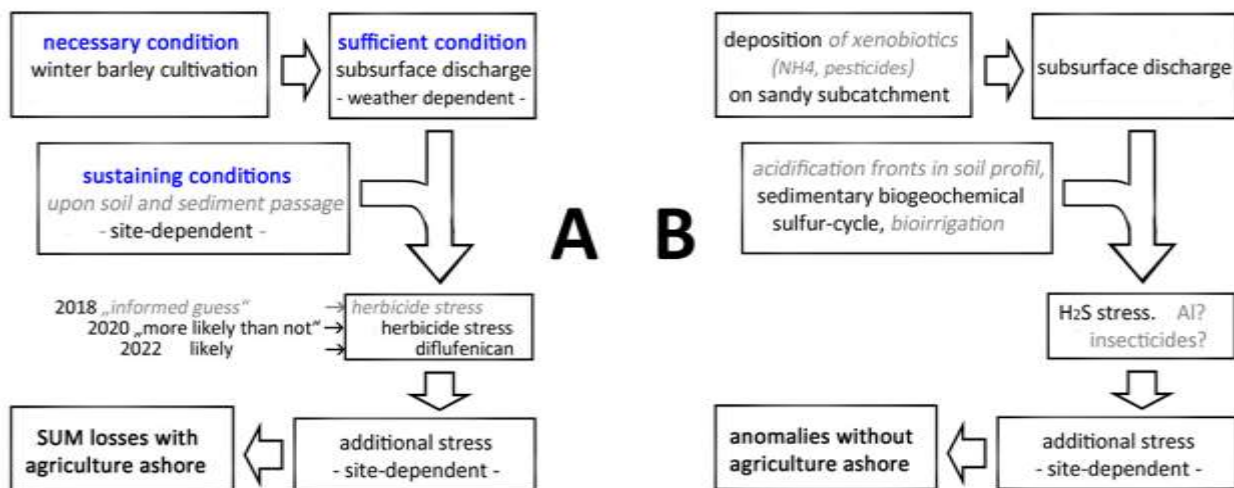 necessary condition
winter barley cultivation
sufficient condition
subsurface discharge
- weather dependent -
sustaining conditions
upon soil and sediment passage
- site-dependent -
2018 „informed guess“
herbicide stress
2020 „more likely than not“
herbicide stress
2022 likely
diflufenican
SUM losses with
agriculture ashore
additional stress
- site-dependent -
A
B
deposition of xenobiotics
(NH4, pesticides)
on sandy subcatchment
subsurface discharge
acidification fronts in soil profil,
sedimentary biogeochemical
sulfur-cycle, bioirrigation
H2S stress. Al?
insecticides?
anomalies without
agriculture ashore
additional stress
- site-dependent -